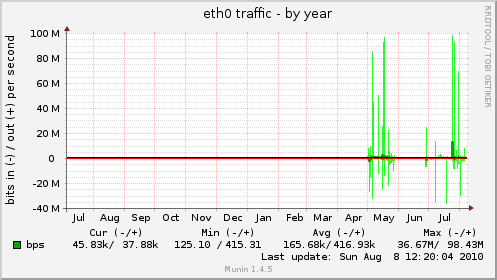 eth0 traffic - by year
RRDTOOL / TOBI OETIKER
bits in (-) / out (+) per second
100 M
80 M
60 M
40 M
20 M
0
-20 M
-40 M
Jul Aug Sep Oct Nov Dec Jan Feb Mar Apr May Jun Jul
Cur (-/+) Min (-/+) Avg (-/+) Max (-/+)
bps 45.83k/ 37.88k 125.10 /415.31 165.68k/416.93k 36.67M/ 98.43M
Last update: Sun Aug 8 12:20:04 2010
Munin 1.4.5